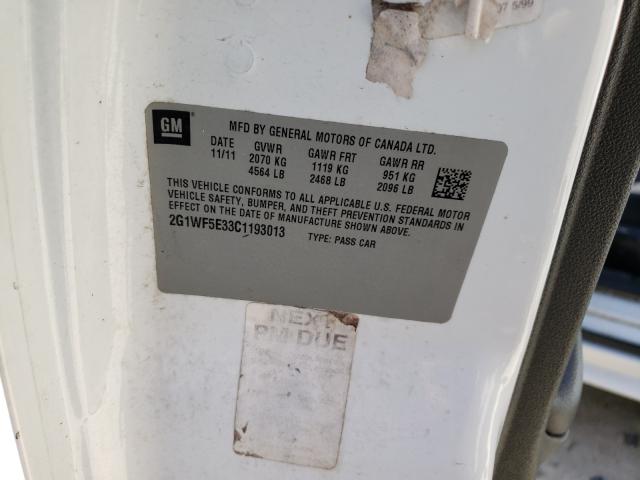 07 5/99
GM
MFD BY GENERAL MOTORS OF CANADA LTD.
DATE GVWR GAWR FRT GAWR RR
11/11 2070 KG 1119 KG 951 KG
4564 LB 2468 LB 2096 LB
THIS VEHICLE CONFORMS TO ALL APPLICABLE U.S. FEDERAL MOTOR
VEHICLE SAFETY, BUMPER, AND THEFT PREVENTION STANDARDS IN
EFFECT ON THE DATE OF MANUFACTURE SHOWN ABOVE.
2G1WF5E33C1193013 TYPE: PASS CAR
NEXT
PM DUE